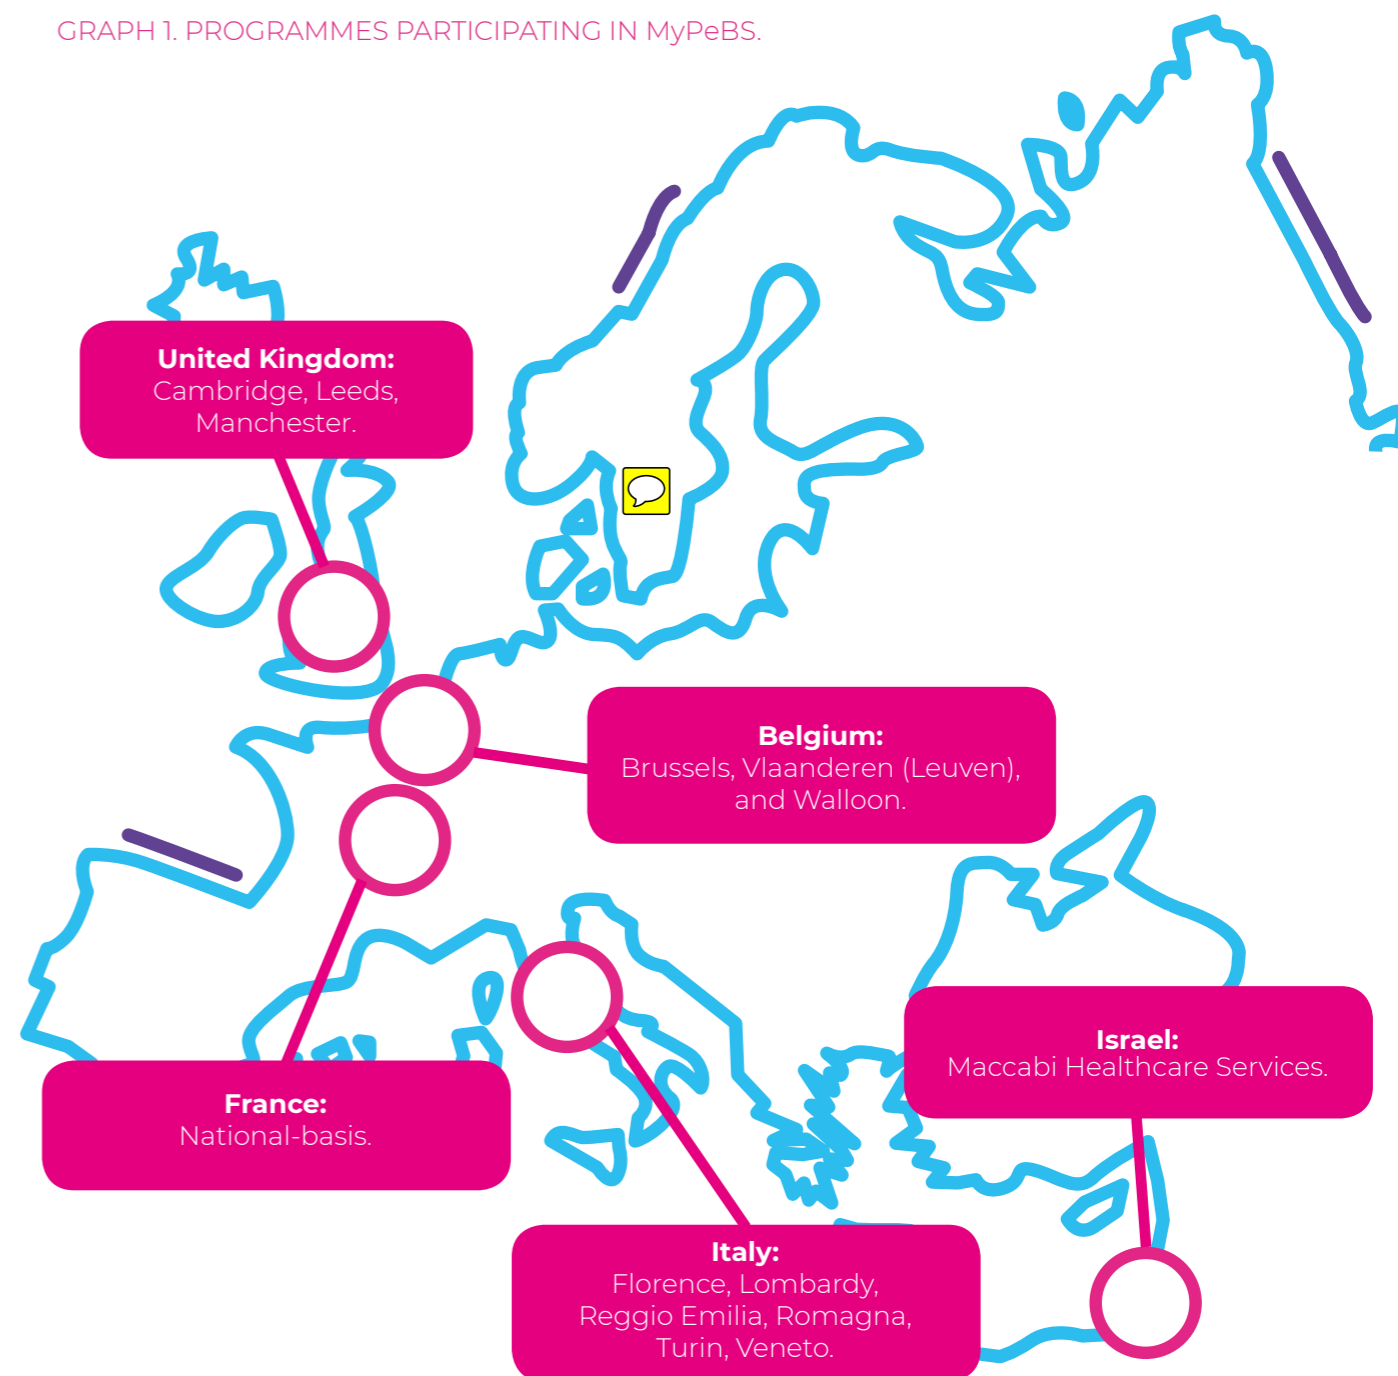 GRAPH 1. PROGRAMMES PARTICIPATING IN MyPeBS.
United Kingdom:
Cambridge, Leeds,
Manchester.
Belgium:
Brussels, Vlaanderen (Leuven),
and Walloon.
Israel:
Maccabi Healthcare Services.
France:
National-basis.
Italy:
Florence, Lombardy,
Reggio Emilia, Romagna,
Turin, Veneto.